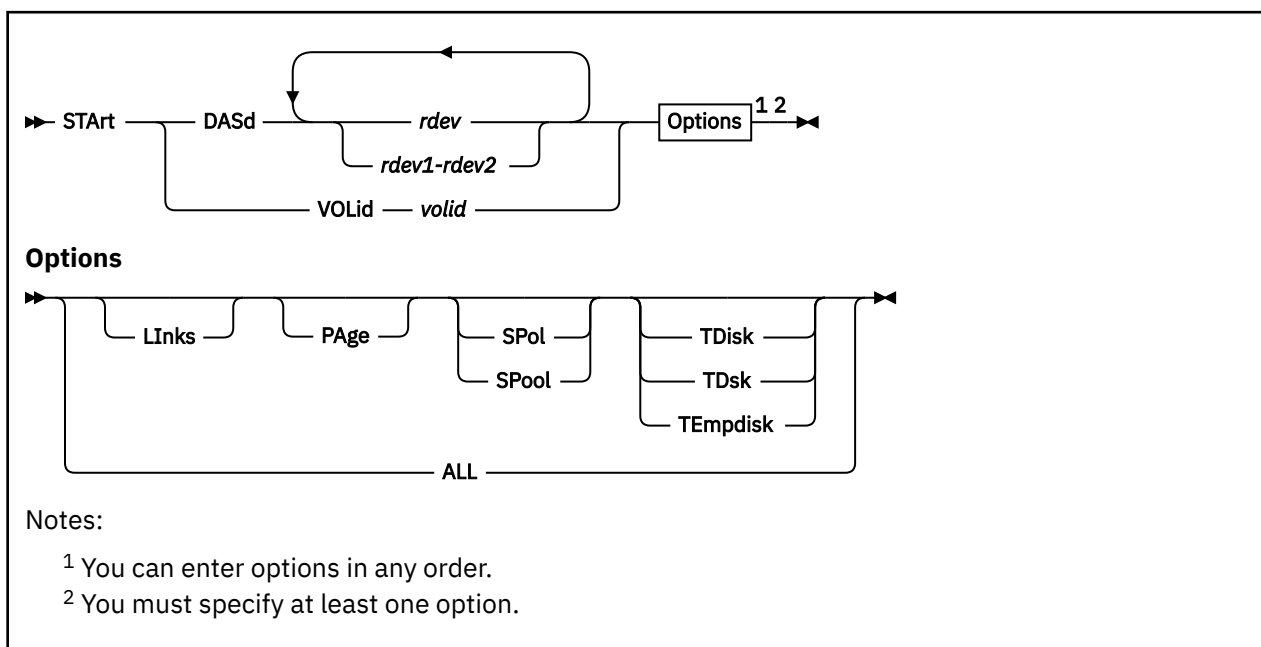 STArt DASd rdev Options 1 2
rdev1-rdev2
VOLid volid
Options
LInks PAge SPol TDisk
SPool TDsk
TEmpdisk
ALL
Notes:
1 You can enter options in any order.
2 You must specify at least one option.